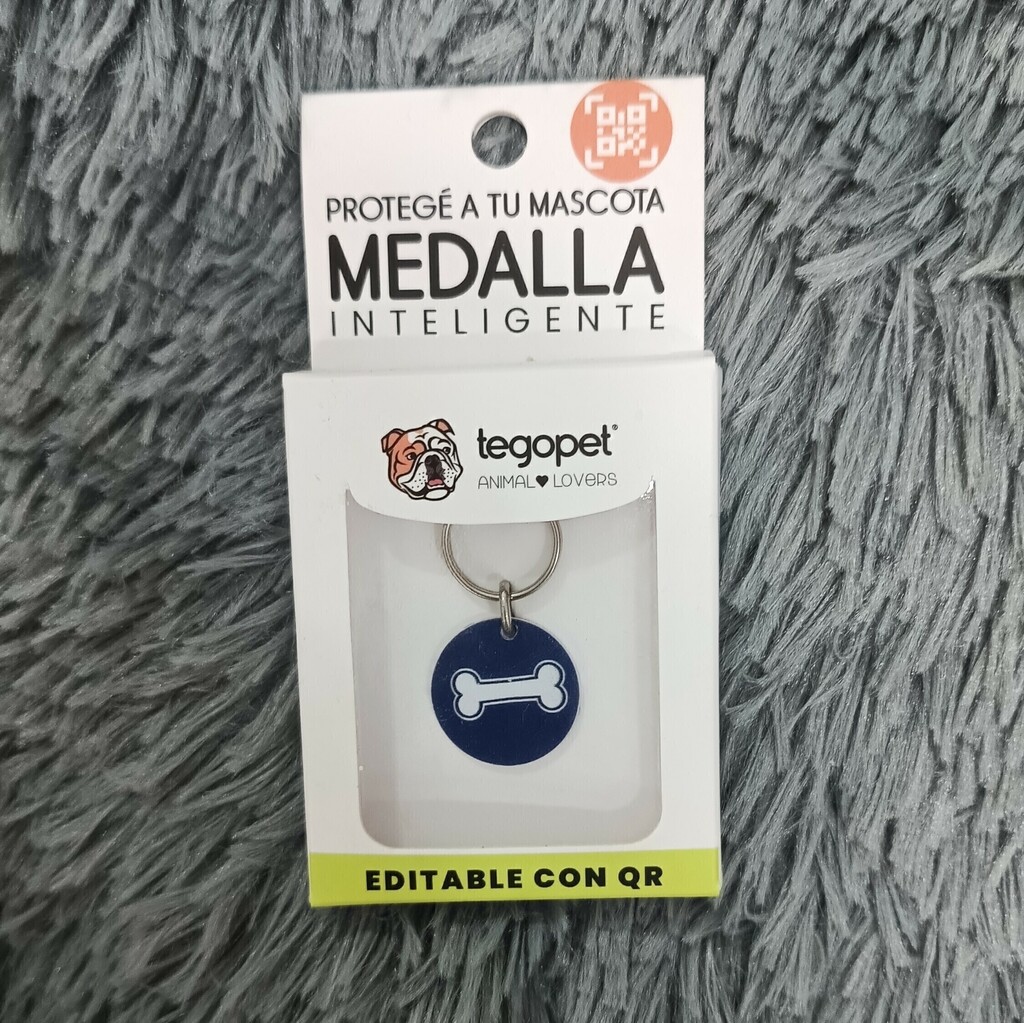 PROTEGÉ A TU MASCOTA
MEDALLA
INTELIGENTE
tegopet®
ANIMAL♥LOVERS
EDITABLE CON QR